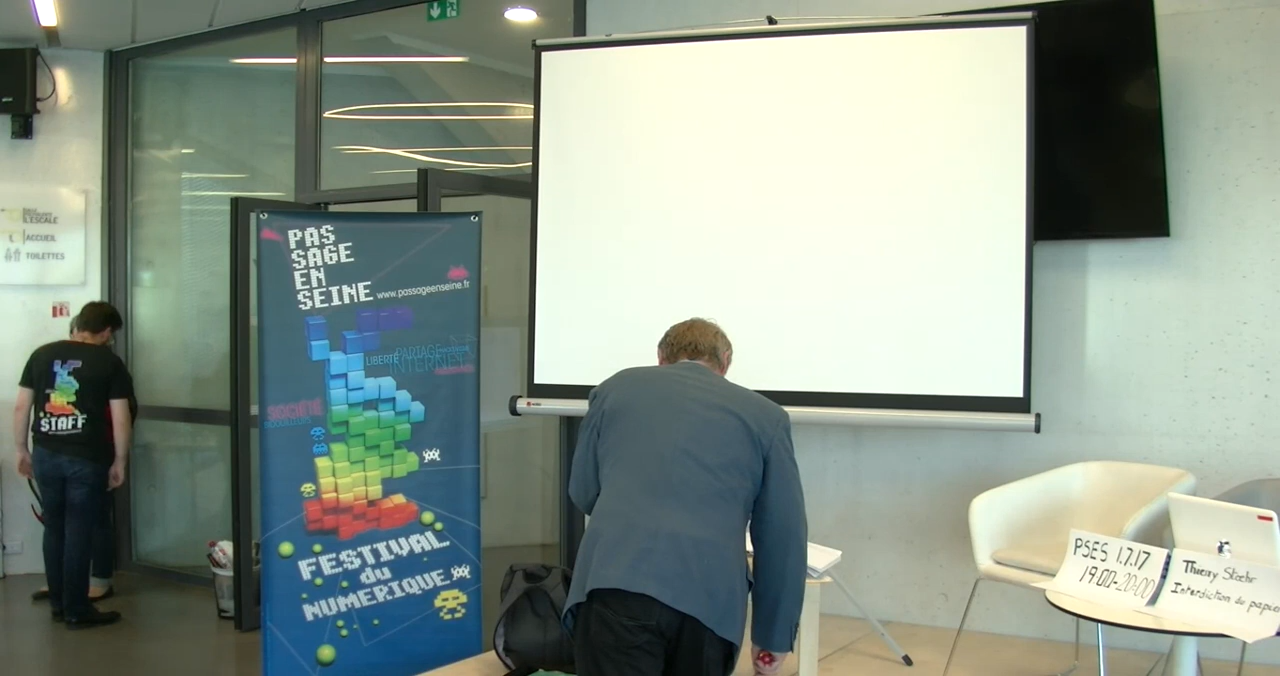 L'ESCALE
ACCUEIL
TOILETTES
STAFF
PAS
SAGE
EN
SEINE
www.passageenseine.fr
LIBERTÉ
PARTAGE
INTERNET
SOCIÉTÉ
FESTIVAL
du
NUMERIQUE
PSES 1.7.17
19:00-20:00
Thierry Stoehr
Interdiction du papier